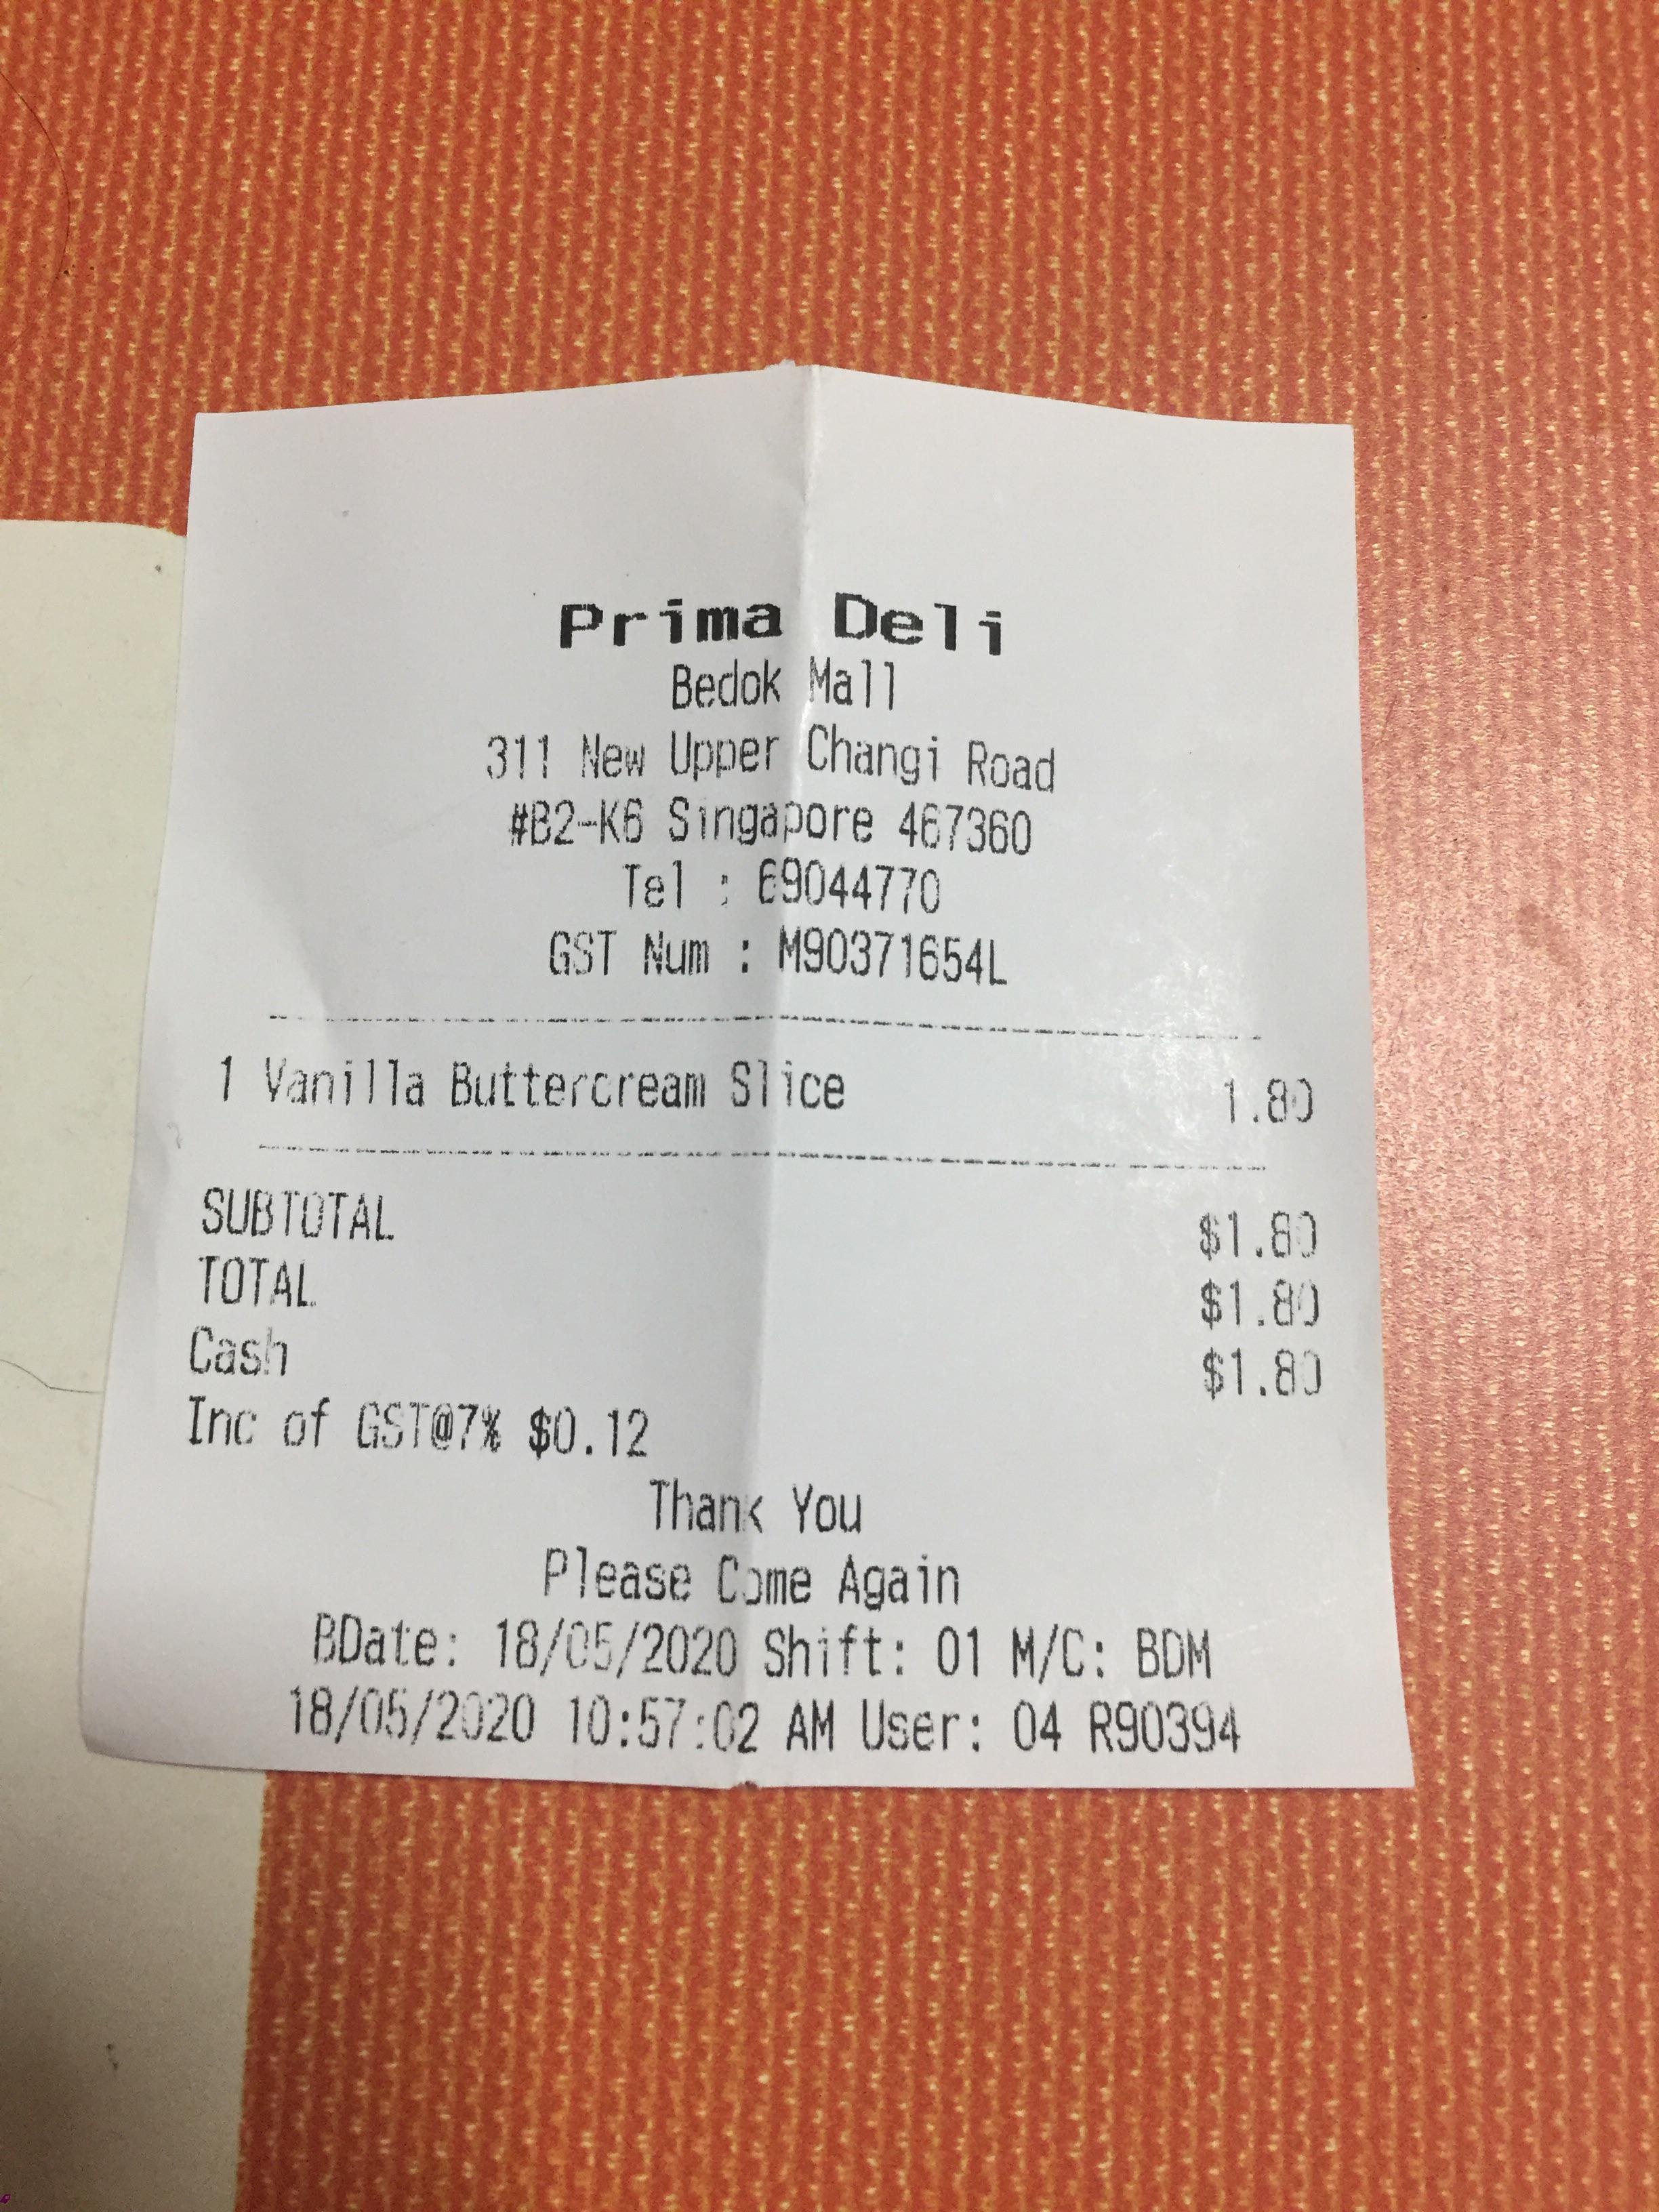 Prima Deli
Bedok Mall
311 New Upper Changi Road
#B2-K6 Singapore 467360
Tel : 69044770
GST Num : M90371654L
1 Vanilla Buttercream Slice 1.80
SUBTOTAL $1.80
TOTAL $1.80
Cash $1.80
Inc of GST@7% $0.12
Thank You
Please Come Again
BDate: 18/05/2020 Shift: 01 M/C: BDM
18/05/2020 10:57:02 AM User: 04 R90394